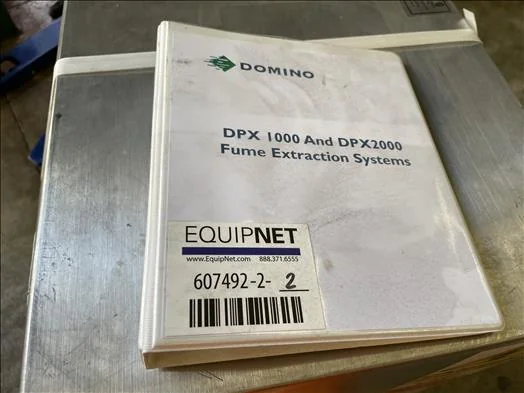 DOMINO
DPX 1000 And DPX2000
Fume Extraction Systems
EQUIPNET
www.EquipNet.com 888.371.6555
607492-2- 2